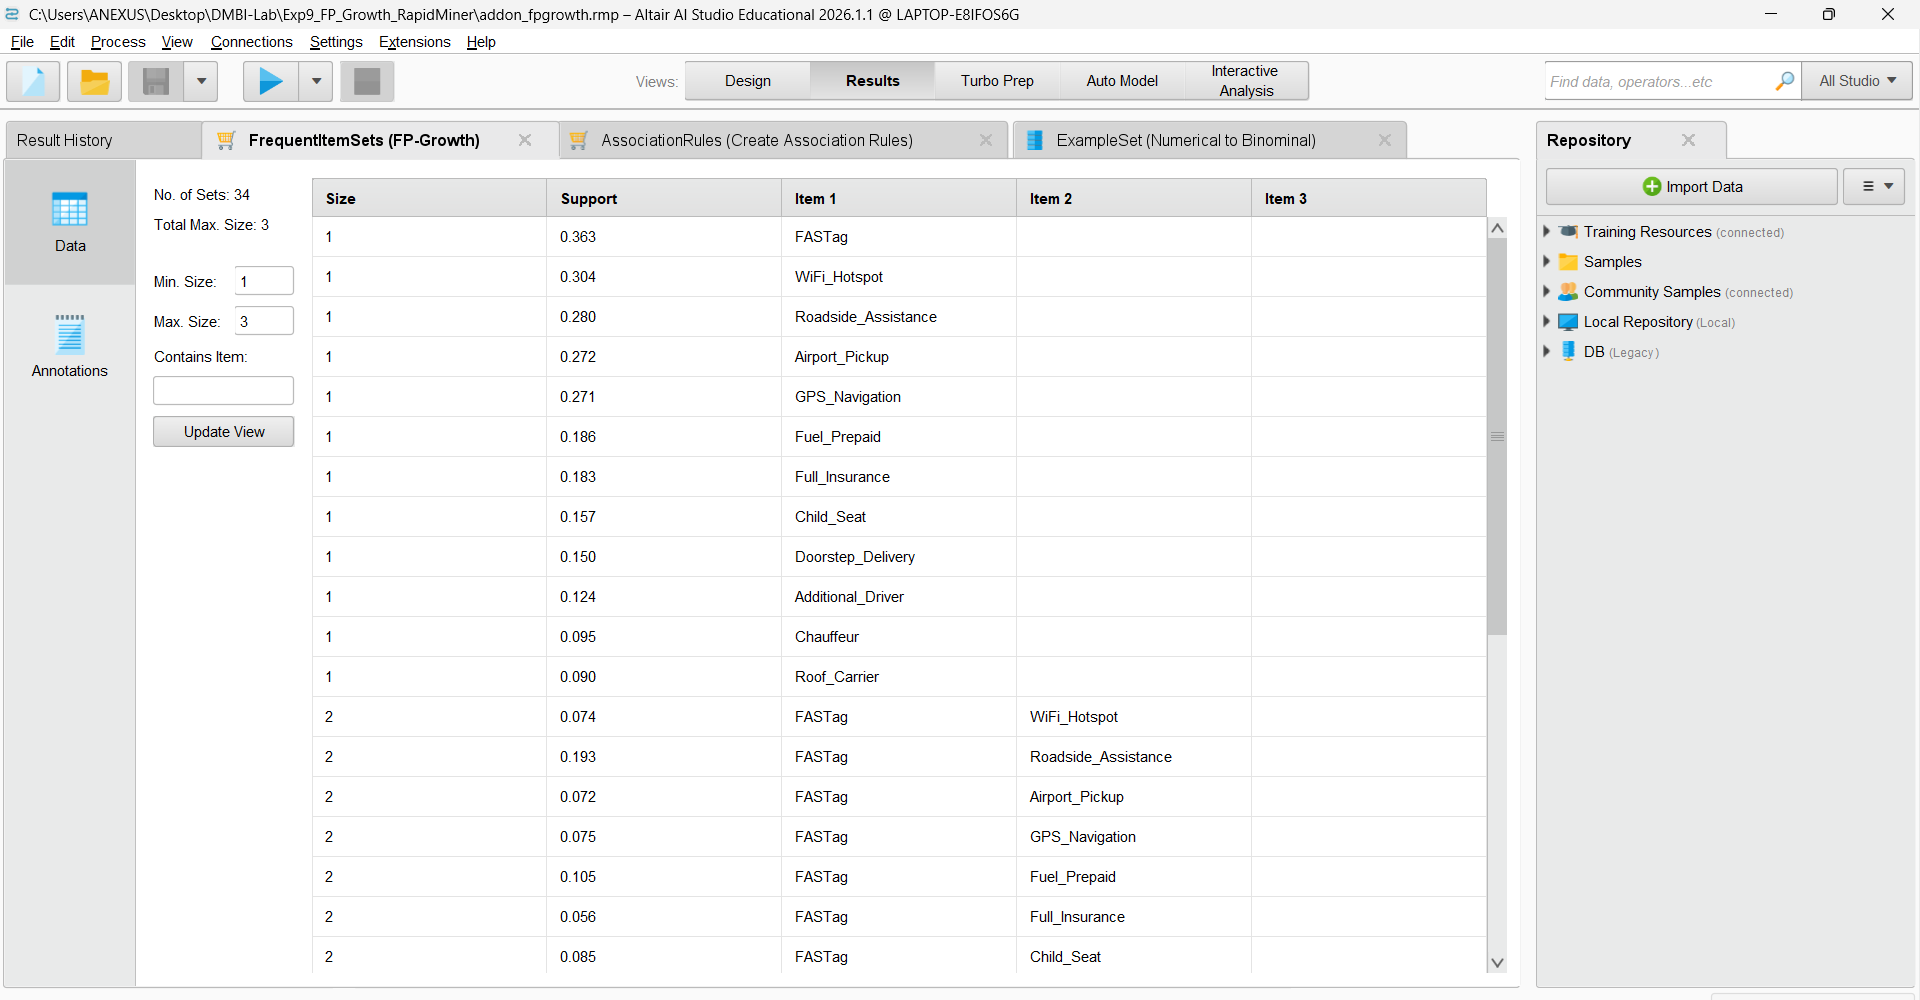 C:\Users\ANEXUS\Desktop\DMBI-Lab\Exp9_FP_Growth_RapidMiner\addon_fpgrowth.rmp – Altair AI Studio Educational 2026.1.1 @ LAPTOP-E8IFOS6G
File Edit Process View Connections Settings Extensions Help
Views: Design Results Turbo Prep Auto Model Interactive Analysis
Find data, operators...etc All Studio
Result History FrequentItemSets (FP-Growth) AssociationRules (Create Association Rules) ExampleSet (Numerical to Binominal)
Data
Annotations
No. of Sets: 34
Total Max. Size: 3
Min. Size: 1
Max. Size: 3
Contains Item:
Update View
Size Support Item 1 Item 2 Item 3
1 0.363 FASTag
1 0.304 WiFi_Hotspot
1 0.280 Roadside_Assistance
1 0.272 Airport_Pickup
1 0.271 GPS_Navigation
1 0.186 Fuel_Prepaid
1 0.183 Full_Insurance
1 0.157 Child_Seat
1 0.150 Doorstep_Delivery
1 0.124 Additional_Driver
1 0.095 Chauffeur
1 0.090 Roof_Carrier
2 0.074 FASTag WiFi_Hotspot
2 0.193 FASTag Roadside_Assistance
2 0.072 FASTag Airport_Pickup
2 0.075 FASTag GPS_Navigation
2 0.105 FASTag Fuel_Prepaid
2 0.056 FASTag Full_Insurance
2 0.085 FASTag Child_Seat
Repository
Import Data
Training Resources (connected)
Samples
Community Samples (connected)
Local Repository (Local)
DB (Legacy)